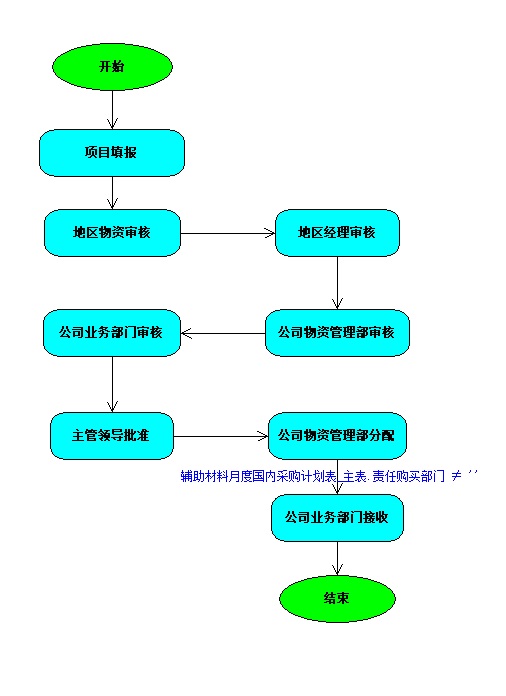 开始
项目填报
地区物资审核
地区经理审核
公司业务部门审核
公司物资管理部审核
主管领导批准
公司物资管理部分配
辅助材料月度国内采购计划表_主表.责任购买部门 ≠ ''
公司业务部门接收
结束